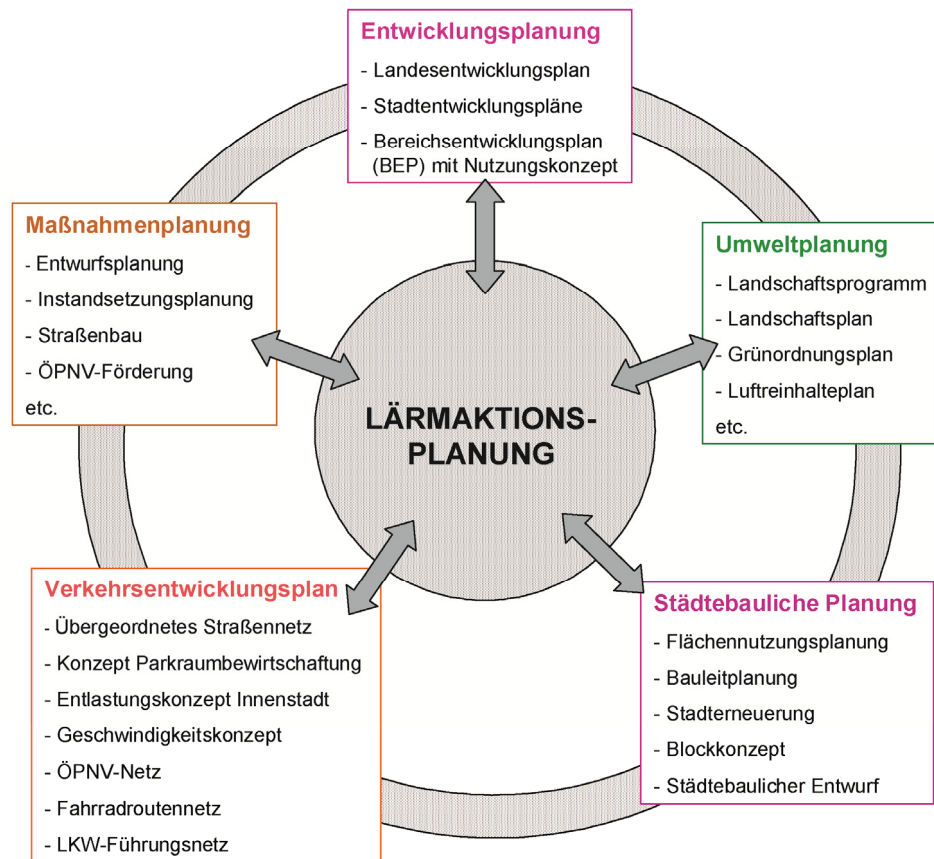 Entwicklungsplanung
- Landesentwicklungsplan
- Stadtentwicklungspläne
- Bereichsentwicklungsplan
(BEP) mit Nutzungskonzept
Maßnahmenplanung
- Entwurfsplanung
- Instandsetzungsplanung
- Straßenbau
- ÖPNV-Förderung
etc.
Umweltplanung
- Landschaftsprogramm
- Landschaftsplan
- Grünordnungsplan
- Luftreinhalteplan
etc.
LÄRMAKTIONS-
PLANUNG
Verkehrsentwicklungsplan
- Übergeordnetes Straßennetz
- Konzept Parkraumbewirtschaftung
- Entlastungskonzept Innenstadt
- Geschwindigkeitskonzept
- ÖPNV-Netz
- Fahrradroutennetz
- LKW-Führungsnetz
Städtebauliche Planung
- Flächennutzungsplanung
- Bauleitplanung
- Stadterneuerung
- Blockkonzept
- Städtebaulicher Entwurf